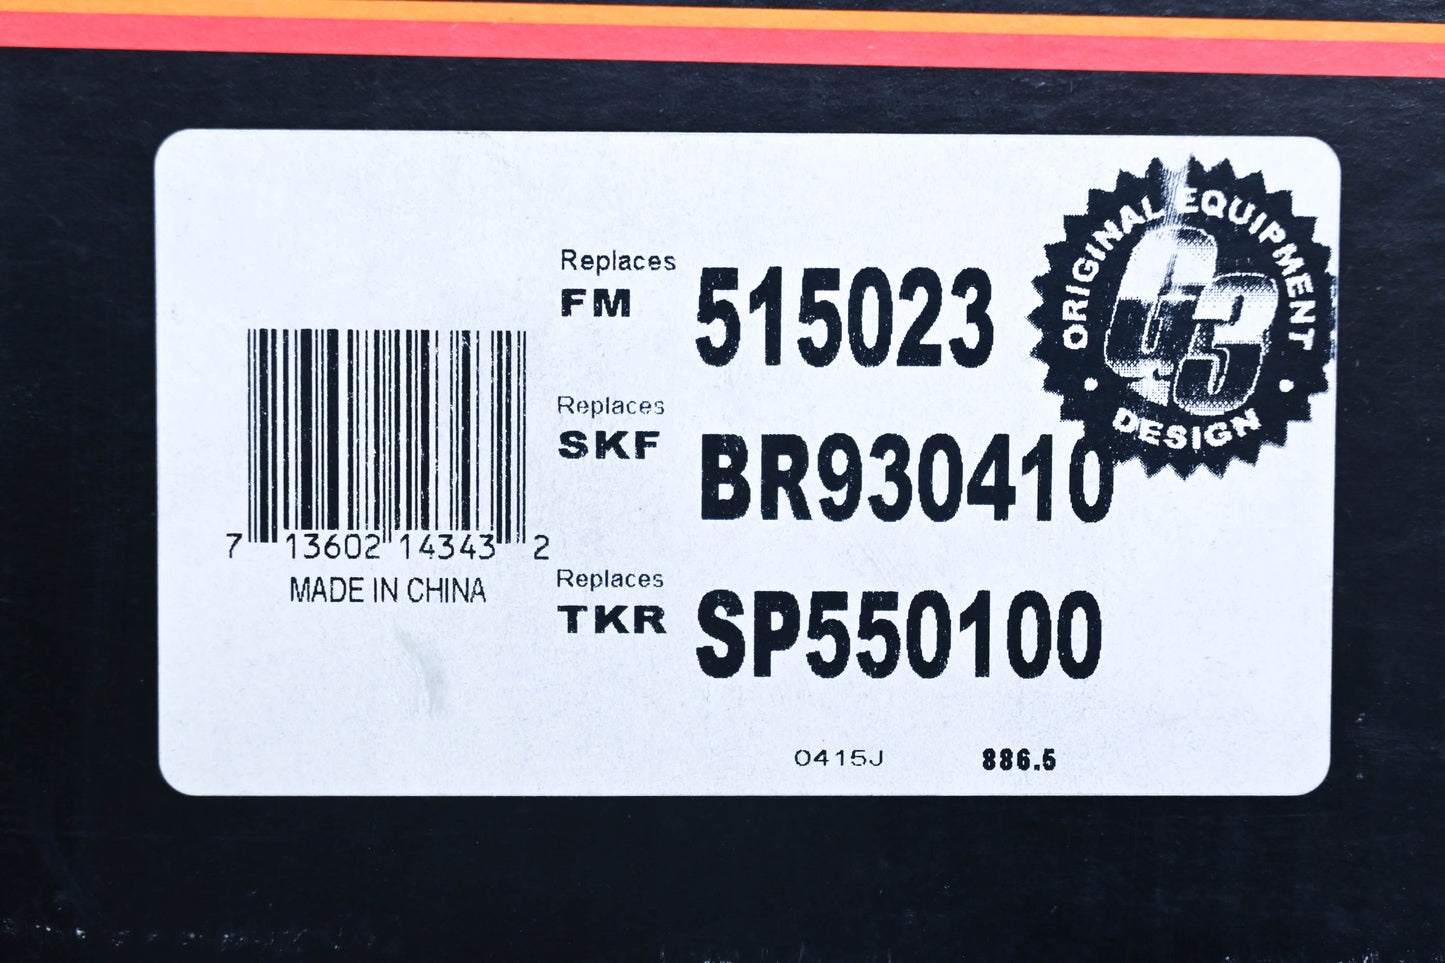 ORIGINAL EQUIPMENT
G3
DESIGN
Replaces
FM 515023
Replaces
SKF BR930410
Replaces
TKR SP550100
7 13602 14343 2
MADE IN CHINA
0415J 886.5